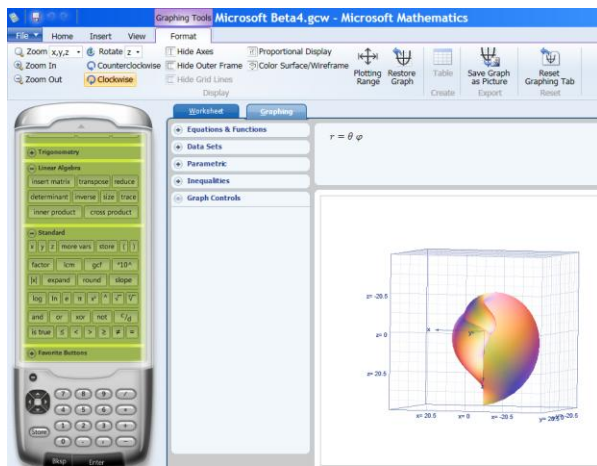 Graphing Tools Microsoft Beta4.gcw - Microsoft Mathematics
File Home Insert View Format
Zoom x,y,z Rotate z Hide Axes Proportional Display
Zoom In Counterclockwise Hide Outer Frame Color Surface/Wireframe
Zoom Out Clockwise Hide Grid Lines
Plotting Range
Restore Graph
Table
Save Graph as Picture
Reset Graphing Tab
Display Create Export Reset
Worksheet Graphing
Equations & Functions
Data Sets
Parametric
Inequalities
Graph Controls
r = θ φ
Trigonometry
Linear Algebra
insert matrix transpose reduce
determinant inverse size trace
inner product cross product
Standard
x y z more vars store ( )
factor lcm gcf *10^
|x| expand round slope
log ln e π
and or xor not c/d
is true ≤ < > ≥ ≠ =
Favorite Buttons
7 8 9 /
4 5 6
Store 1 2 3 +
0 . , -
Bksp Enter
z= -20.5
z= 0
z= 20.5
x= 20.5 x= 0 x= -20.5